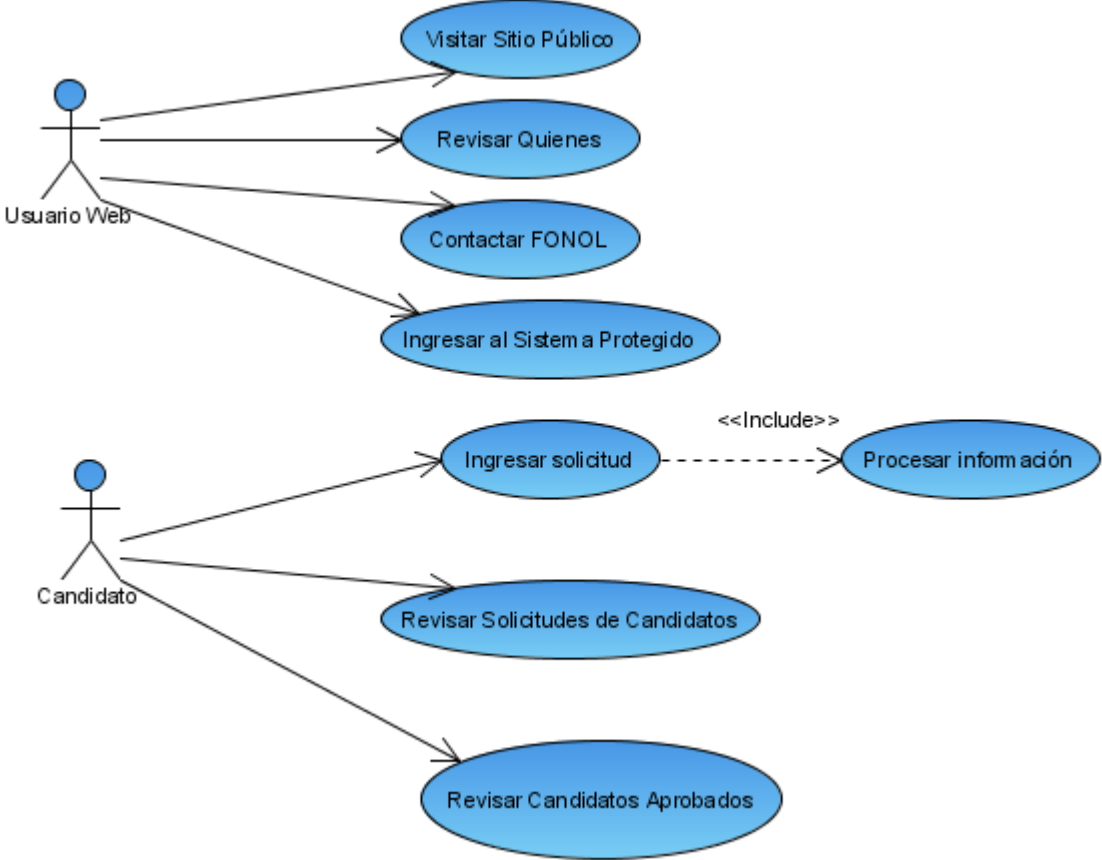 Visitar Sitio Público
Revisar Quienes
Usuario Web
Contactar FONOL
Ingresar al Sistema Protegido
<<Include>>
Ingresar solicitud
Procesar información
Candidato
Revisar Solicitudes de Candidatos
Revisar Candidatos Aprobados